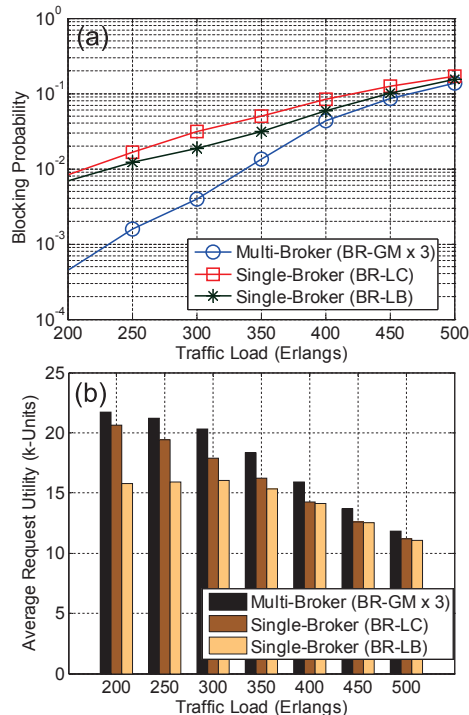 (a)
10^0
10^-1
10^-2
10^-3
10^-4
Blocking Probability
Multi-Broker (BR-GM x 3)
Single-Broker (BR-LC)
Single-Broker (BR-LB)
200 250 300 350 400 450 500
Traffic Load (Erlangs)
(b)
25
20
15
10
5
0
Average Request Utility (k-Units)
Multi-Broker (BR-GM x 3)
Single-Broker (BR-LC)
Single-Broker (BR-LB)
200 250 300 350 400 450 500
Traffic Load (Erlangs)